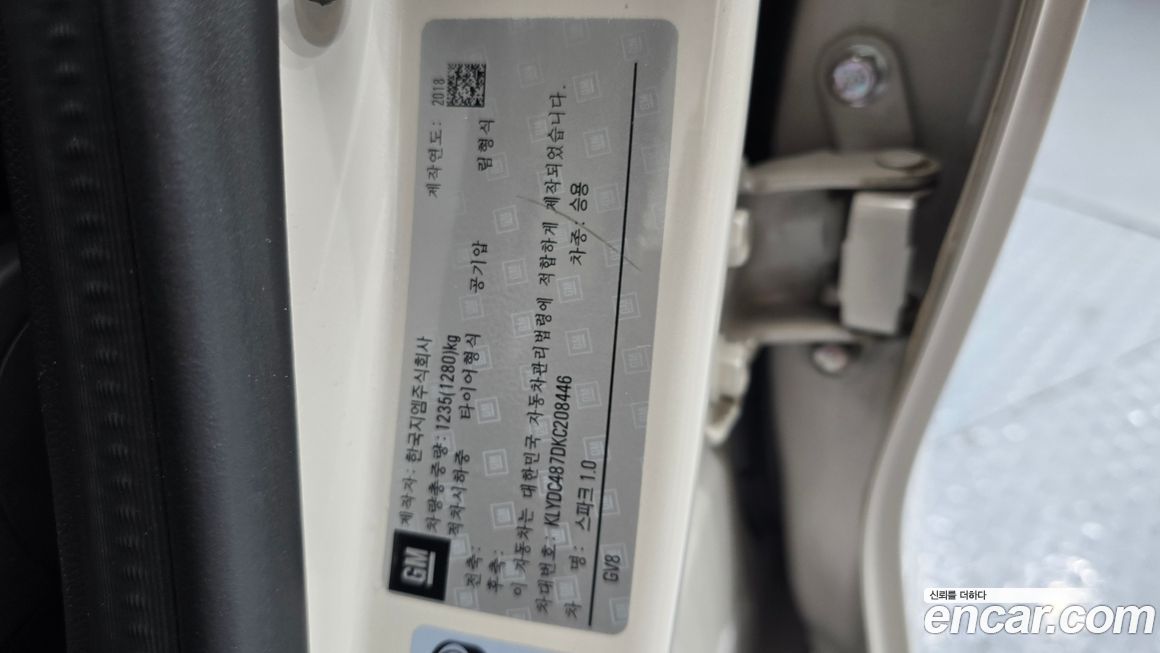 GM
제작자 : 한국지엠주식회사 제작연도 : 2018
차량총중량 : 1235(1280)kg
적차시하중 타이어형식 공기압 림형식
전축 :
후축 :
이 자동차는 대한민국 자동차관리법령에 적합하게 제작되었습니다.
차대번호 : KLYDC487DKC208446
차 명 : 스파크 1.0 차종 : 승용
GV8
신뢰를 더하다
encar.com